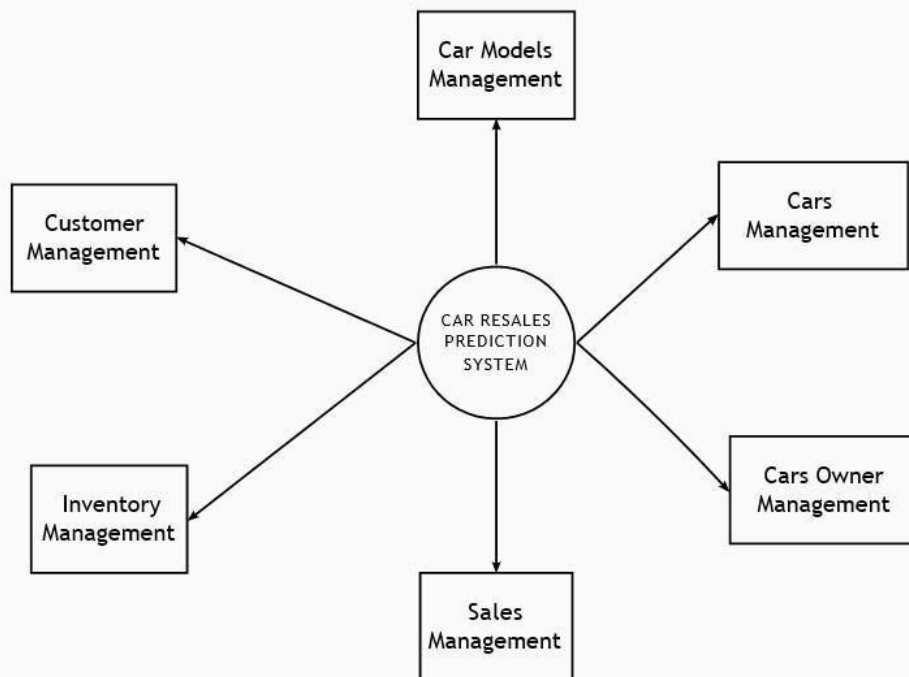 Car Models
Management
Customer
Management
Cars
Management
CAR RESALES
PREDICTION
SYSTEM
Inventory
Management
Cars Owner
Management
Sales
Management